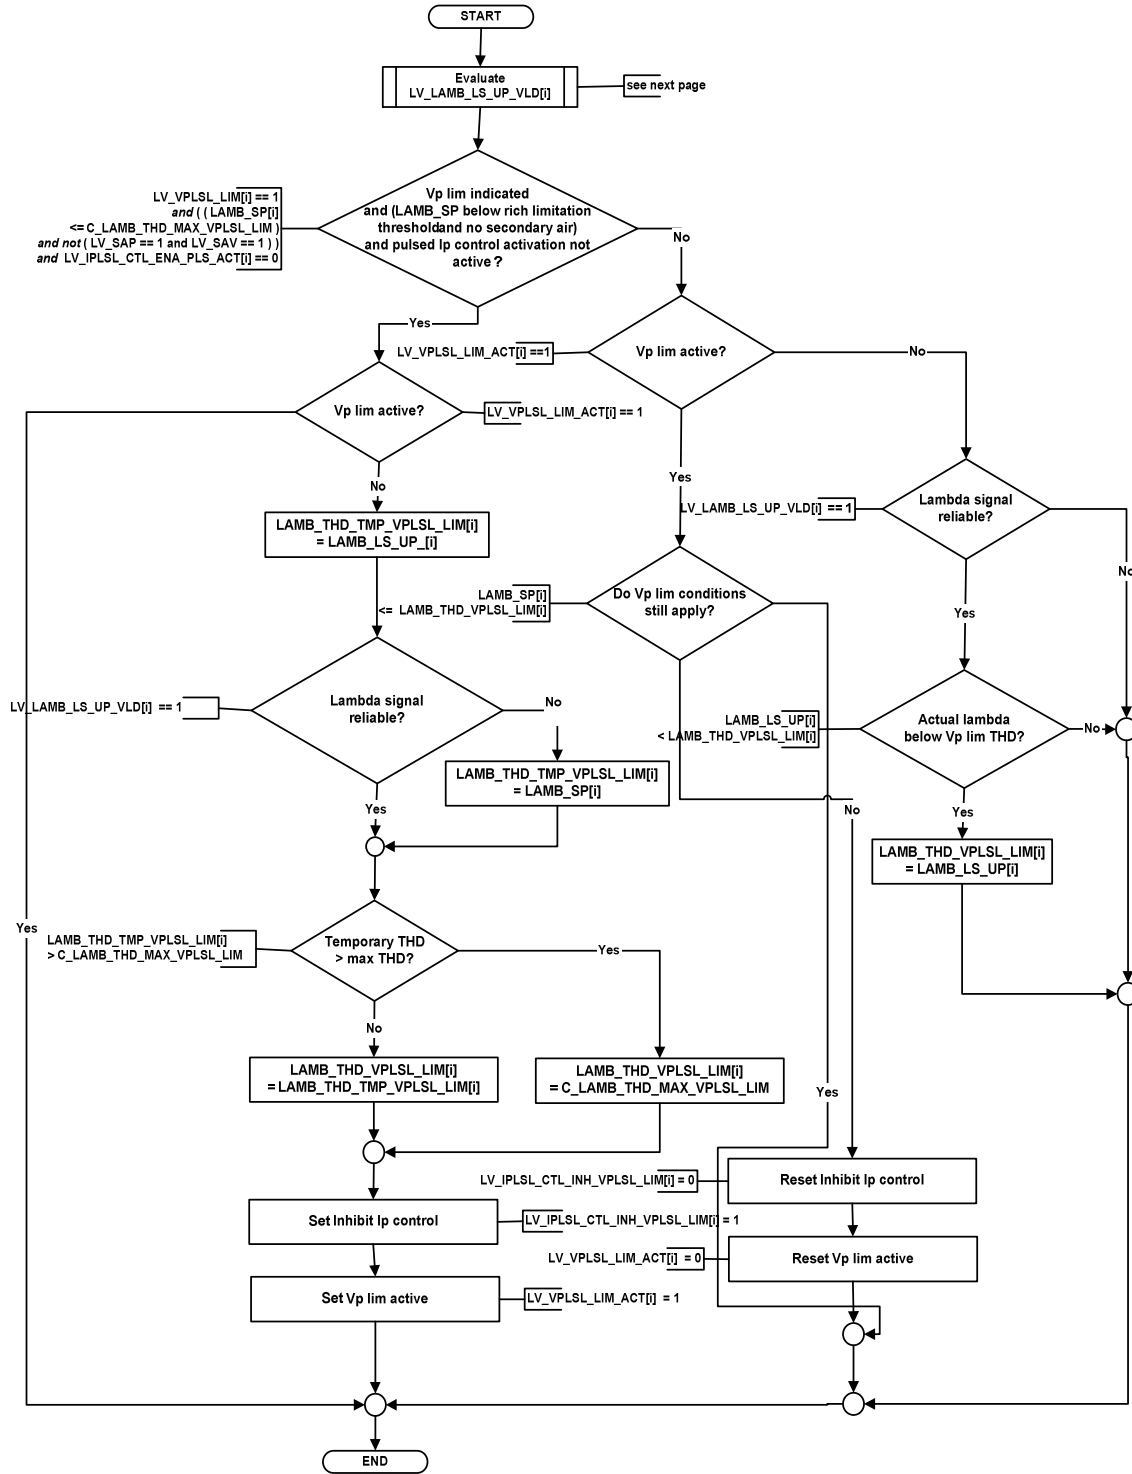 START
Evaluate
LV_LAMB_LS_UP_VLD[i]
see next page
LV_VPLSL_LIM[i] == 1
and ( ( LAMB_SP[i]
<= C_LAMB_THD_MAX_VPLSL_LIM )
and not ( LV_SAP == 1 and LV_SAV == 1 ) )
and LV_IPLSL_CTL_ENA_PLS_ACT[i] == 0
Vp lim indicated
and (LAMB_SP below rich limitation
threshold and no secondary air)
and pulsed Ip control activation not
active ?
No
Yes
LV_VPLSL_LIM_ACT[i] ==1
Vp lim active?
No
Vp lim active?
LV_VPLSL_LIM_ACT[i] == 1
Yes
No
LV_LAMB_LS_UP_VLD[i] == 1
Lambda signal
reliable?
LAMB_THD_TMP_VPLSL_LIM[i]
= LAMB_LS_UP_[i]
No
LAMB_SP[i]
<= LAMB_THD_VPLSL_LIM[i]
Do Vp lim conditions
still apply?
Yes
LV_LAMB_LS_UP_VLD[i] == 1
Lambda signal
reliable?
No
LAMB_LS_UP[i]
< LAMB_THD_VPLSL_LIM[i]
Actual lambda
below Vp lim THD?
No
LAMB_THD_TMP_VPLSL_LIM[i]
= LAMB_SP[i]
Yes
No
Yes
LAMB_THD_VPLSL_LIM[i]
= LAMB_LS_UP[i]
Yes
LAMB_THD_TMP_VPLSL_LIM[i]
> C_LAMB_THD_MAX_VPLSL_LIM
Temporary THD
> max THD?
Yes
No
LAMB_THD_VPLSL_LIM[i]
= LAMB_THD_TMP_VPLSL_LIM[i]
LAMB_THD_VPLSL_LIM[i]
= C_LAMB_THD_MAX_VPLSL_LIM
Yes
LV_IPLSL_CTL_INH_VPLSL_LIM[i] = 0
Reset Inhibit Ip control
Set Inhibit Ip control
LV_IPLSL_CTL_INH_VPLSL_LIM[i] = 1
LV_VPLSL_LIM_ACT[i] = 0
Reset Vp lim active
Set Vp lim active
LV_VPLSL_LIM_ACT[i] = 1
END